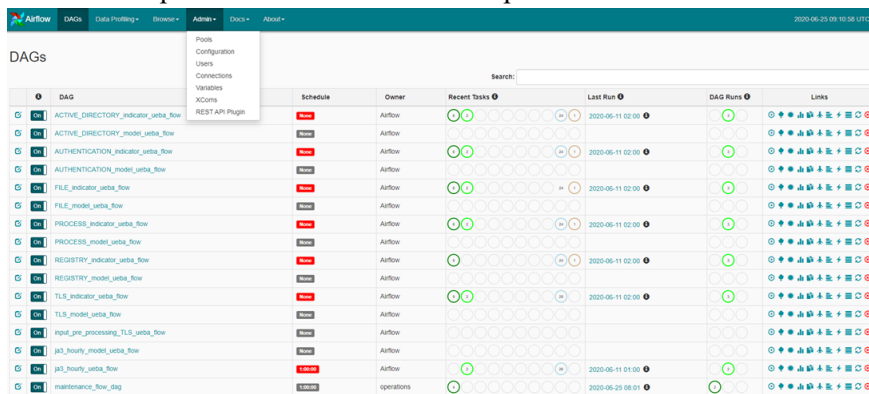 Airflow DAGs Data Profiling Browse Admin Docs About 2020-06-25 09:10:58 UTC
Pools
Configuration
Users
Connections
Variables
XComs
REST API Plugin
DAGs
Search:
DAG Schedule Owner Recent Tasks Last Run DAG Runs Links
On ACTIVE_DIRECTORY_indicator_ueba_flow None Airflow 2020-06-11 02:00
On ACTIVE_DIRECTORY_model_ueba_flow None Airflow
On AUTHENTICATION_indicator_ueba_flow None Airflow 2020-06-11 02:00
On AUTHENTICATION_model_ueba_flow None Airflow
On FILE_indicator_ueba_flow None Airflow 2020-06-11 02:00
On FILE_model_ueba_flow None Airflow
On PROCESS_indicator_ueba_flow None Airflow 2020-06-11 02:00
On PROCESS_model_ueba_flow None Airflow
On REGISTRY_indicator_ueba_flow None Airflow 2020-06-11 02:00
On REGISTRY_model_ueba_flow None Airflow
On TLS_indicator_ueba_flow None Airflow 2020-06-11 02:00
On TLS_model_ueba_flow None Airflow
On input_pre_processing_TLS_ueba_flow None Airflow
On ja3_hourly_model_ueba_flow None Airflow
On ja3_hourly_ueba_flow 1:00:00 Airflow 2020-06-11 01:00
On maintenance_flow_dag 1:00:00 operations 2020-06-25 08:01